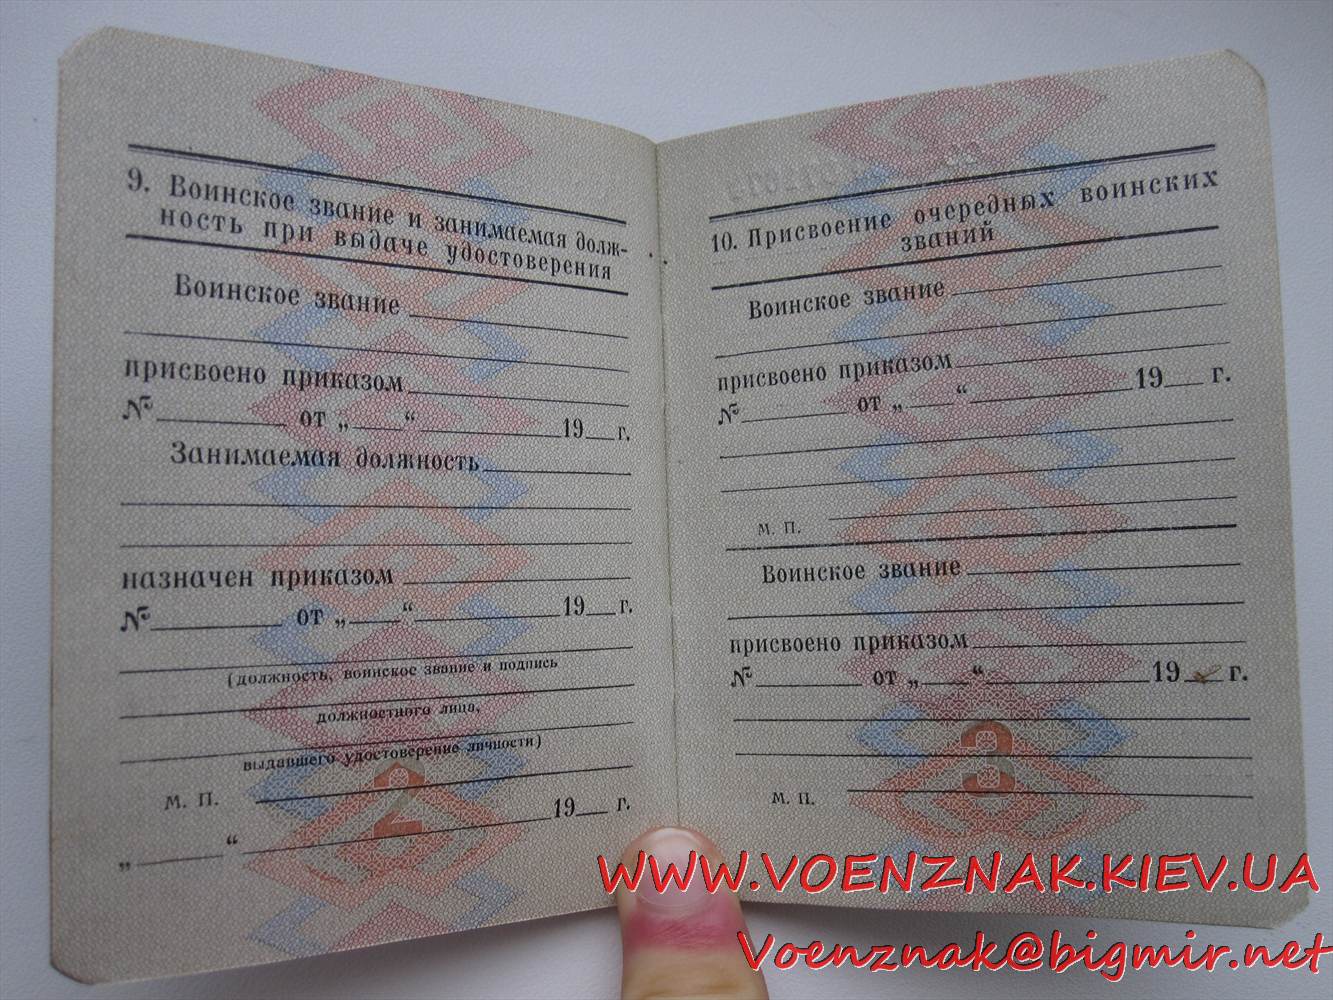 9. Воинское звание и занимаемая долж-
ность при выдаче удостоверения
Воинское звание
присвоено приказом
№ от „ “ 19 г.
Занимаемая должность
назначен приказом
№ от „ “ 19 г.
(должность, воинское звание и подпись
должностного лица,
выдавшего удостоверение личности)
М. П.
„ “ 19 г.
2
10. Присвоение очередных воинских
званий
Воинское звание
присвоено приказом
№ от „ “ 19 г.
М. П.
Воинское звание
присвоено приказом
№ от „ “ 19 г.
М. П.
3
WWW.VOENZNAK.KIEV.UA
Voenznak@bigmir.net